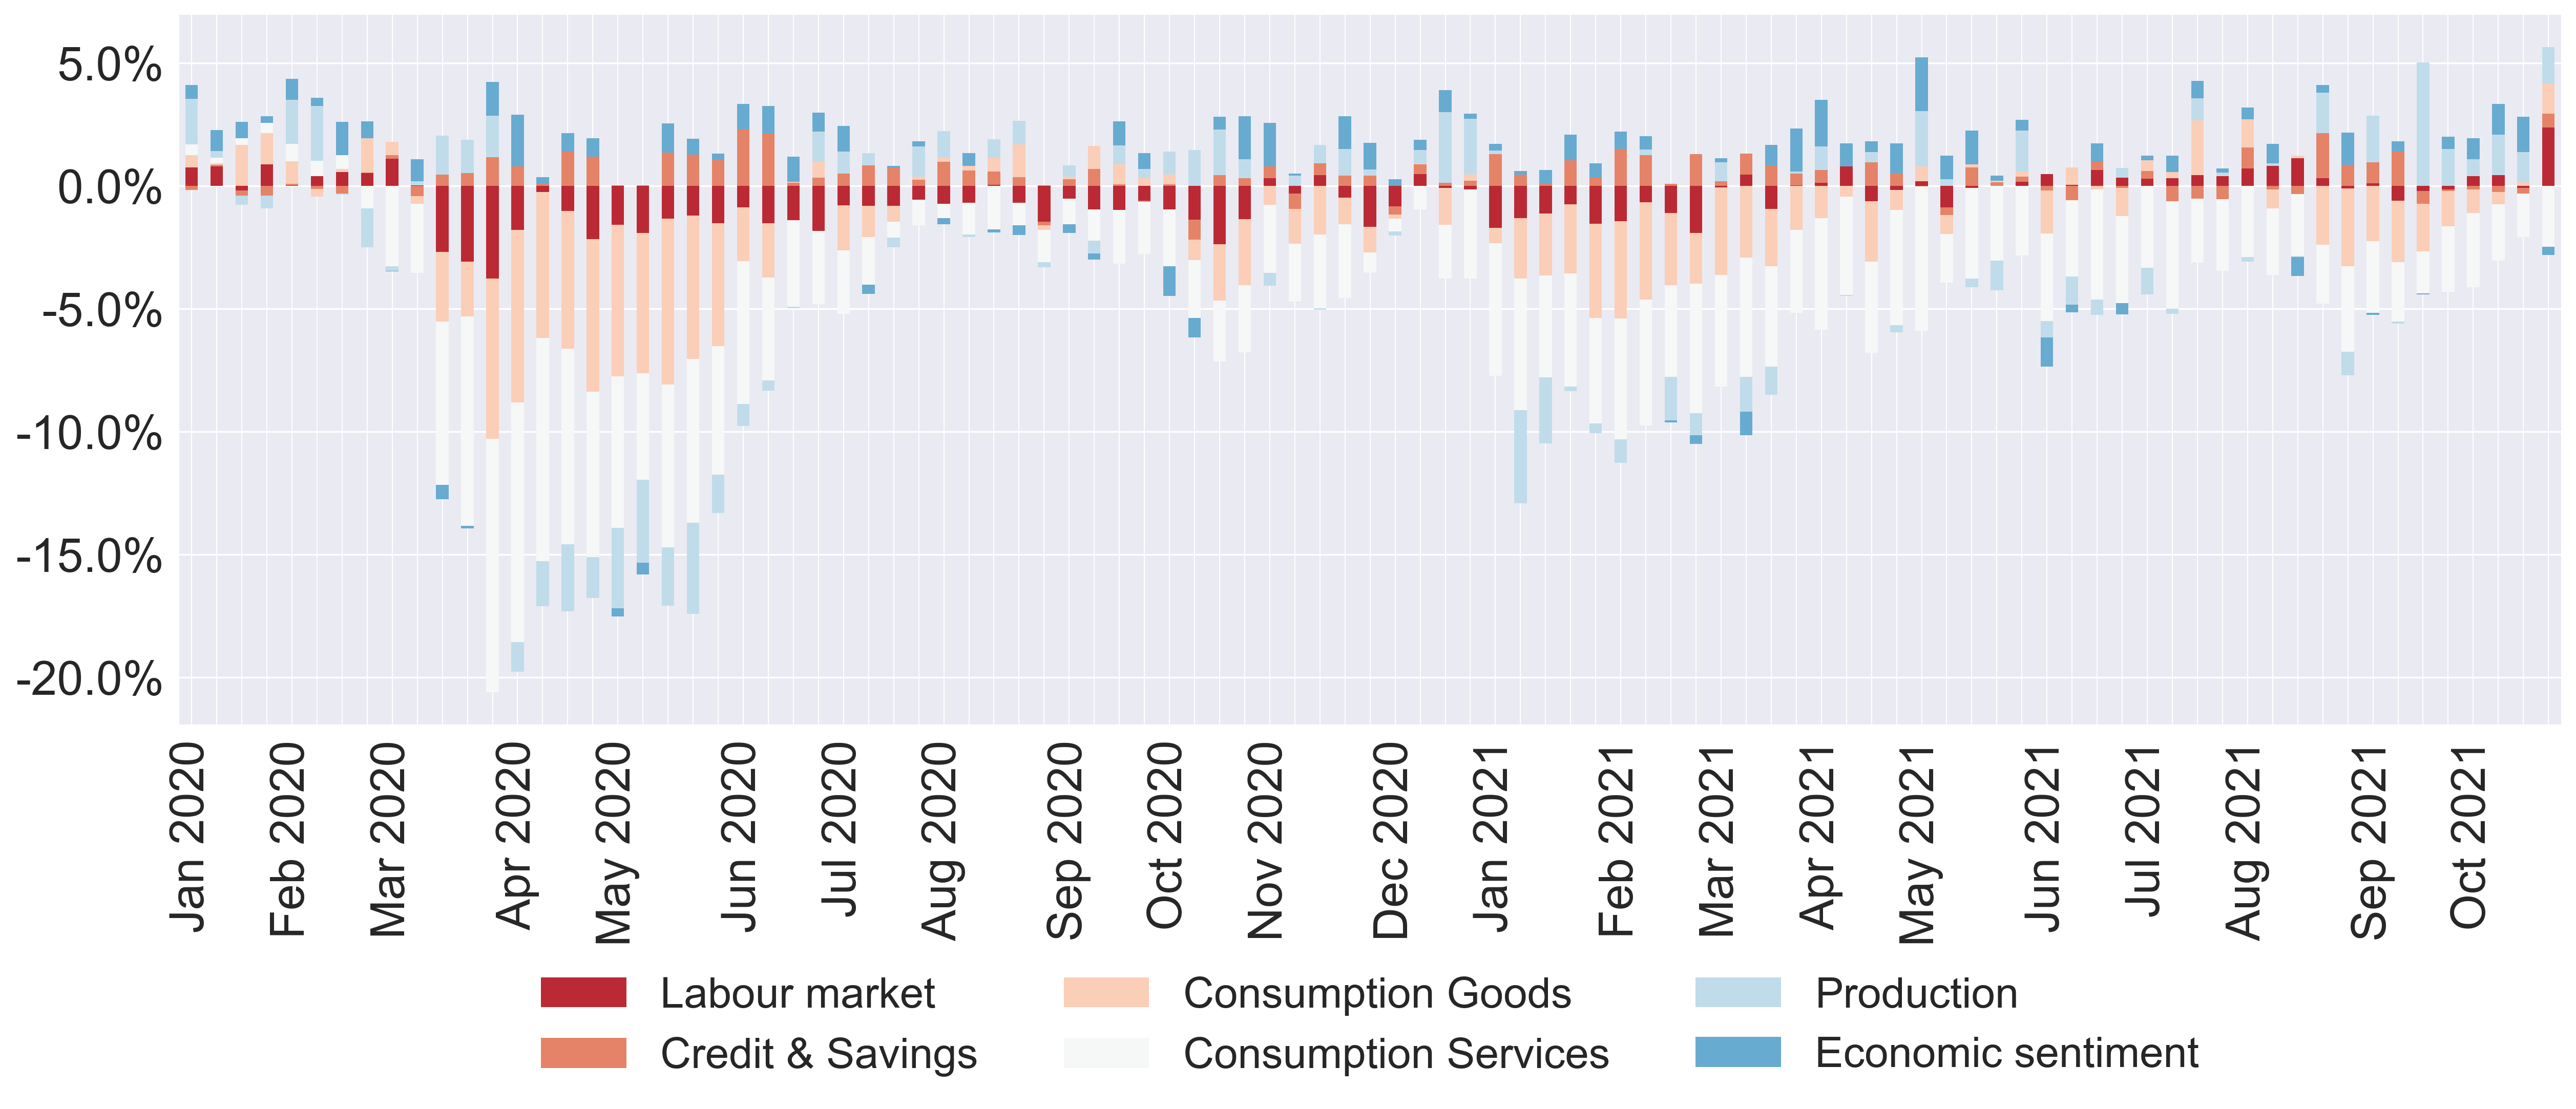 5.0%
0.0%
-5.0%
-10.0%
-15.0%
-20.0%
Jan 2020
Feb 2020
Mar 2020
Apr 2020
May 2020
Jun 2020
Jul 2020
Aug 2020
Sep 2020
Oct 2020
Nov 2020
Dec 2020
Jan 2021
Feb 2021
Mar 2021
Apr 2021
May 2021
Jun 2021
Jul 2021
Aug 2021
Sep 2021
Oct 2021
Labour market
Consumption Goods
Production
Credit & Savings
Consumption Services
Economic sentiment